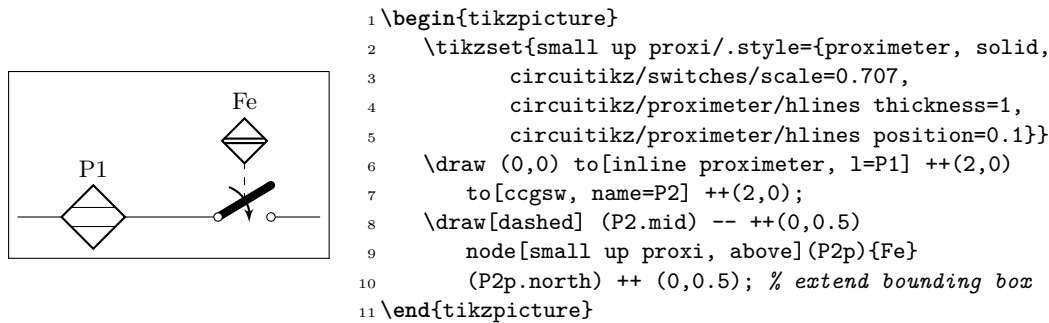 Fe
P1
1 \begin{tikzpicture}
2 \tikzset{small up proxi/.style={proximeter, solid,
3 circuitikz/switches/scale=0.707,
4 circuitikz/proximeter/hlines thickness=1,
5 circuitikz/proximeter/hlines position=0.1}}
6 \draw (0,0) to[inline proximeter, l=P1] ++(2,0)
7 to[ccgsw, name=P2] ++(2,0);
8 \draw[dashed] (P2.mid) -- ++(0,0.5)
9 node[small up proxi, above](P2p){Fe}
10 (P2p.north) ++ (0,0.5); % extend bounding box
11 \end{tikzpicture}